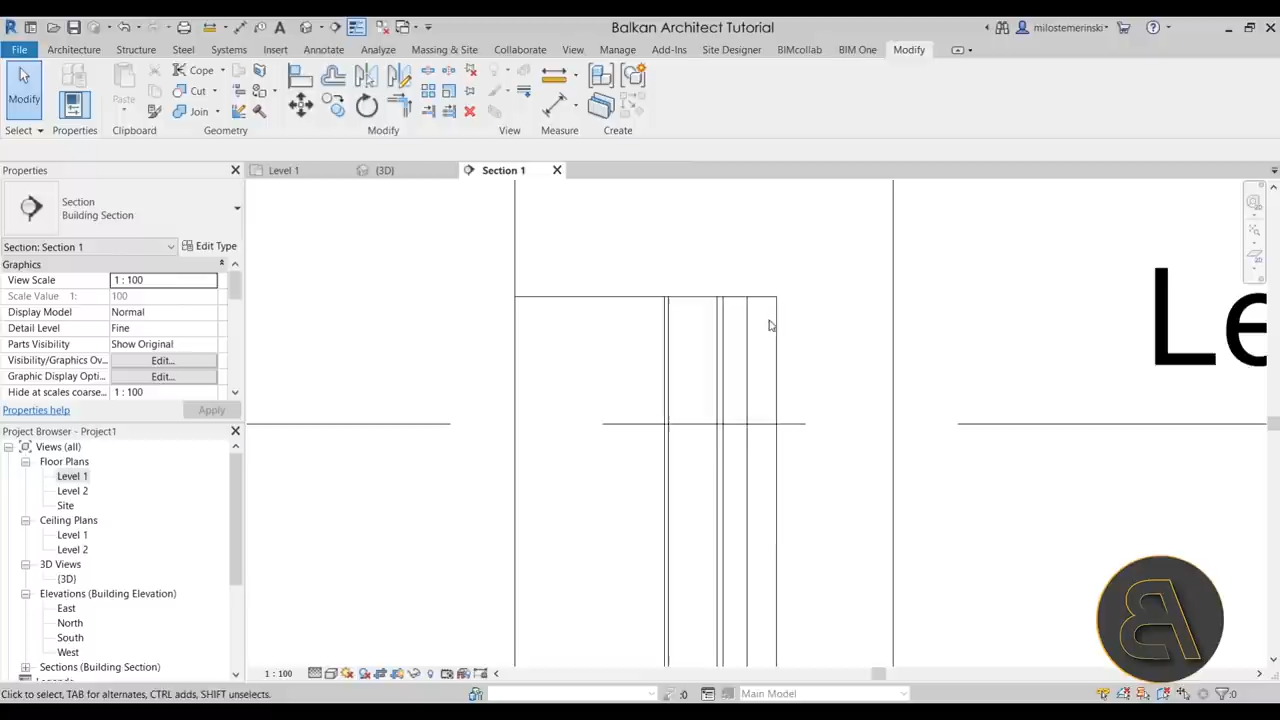 Balkan Architect Tutorial
milostemerinski
File Architecture Structure Steel Systems Insert Annotate Analyze Massing & Site Collaborate View Manage Add-Ins Site Designer BIMcollab BIM One Modify
Modify
Paste
Cope
Cut
Join
Select Properties Clipboard Geometry Modify View Measure Create
Properties
Level 1 {3D} Section 1
Section
Building Section
Section: Section 1 Edit Type
Graphics
View Scale 1 : 100
Scale Value 1: 100
Display Model Normal
Detail Level Fine
Parts Visibility Show Original
Visibility/Graphics Ov... Edit...
Graphic Display Opti... Edit...
Hide at scales coarse... 1 : 100
Properties help Apply
Project Browser - Project1
Views (all)
Floor Plans
Level 1
Level 2
Site
Ceiling Plans
Level 1
Level 2
3D Views
{3D}
Elevations (Building Elevation)
East
North
South
West
Sections (Building Section)
Le
1 : 100
Click to select, TAB for alternates, CTRL adds, SHIFT unselects.
:0
Main Model
:0